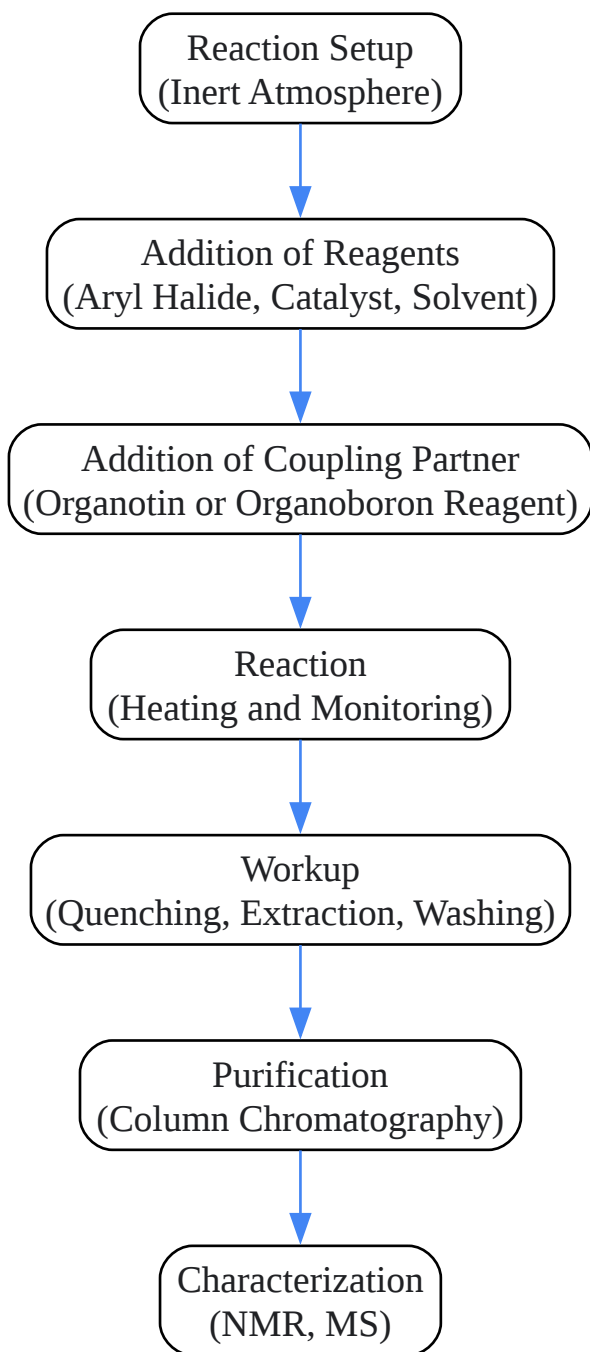 Reaction Setup
(Inert Atmosphere)
Addition of Reagents
(Aryl Halide, Catalyst, Solvent)
Addition of Coupling Partner
(Organotin or Organoboron Reagent)
Reaction
(Heating and Monitoring)
Workup
(Quenching, Extraction, Washing)
Purification
(Column Chromatography)
Characterization
(NMR, MS)